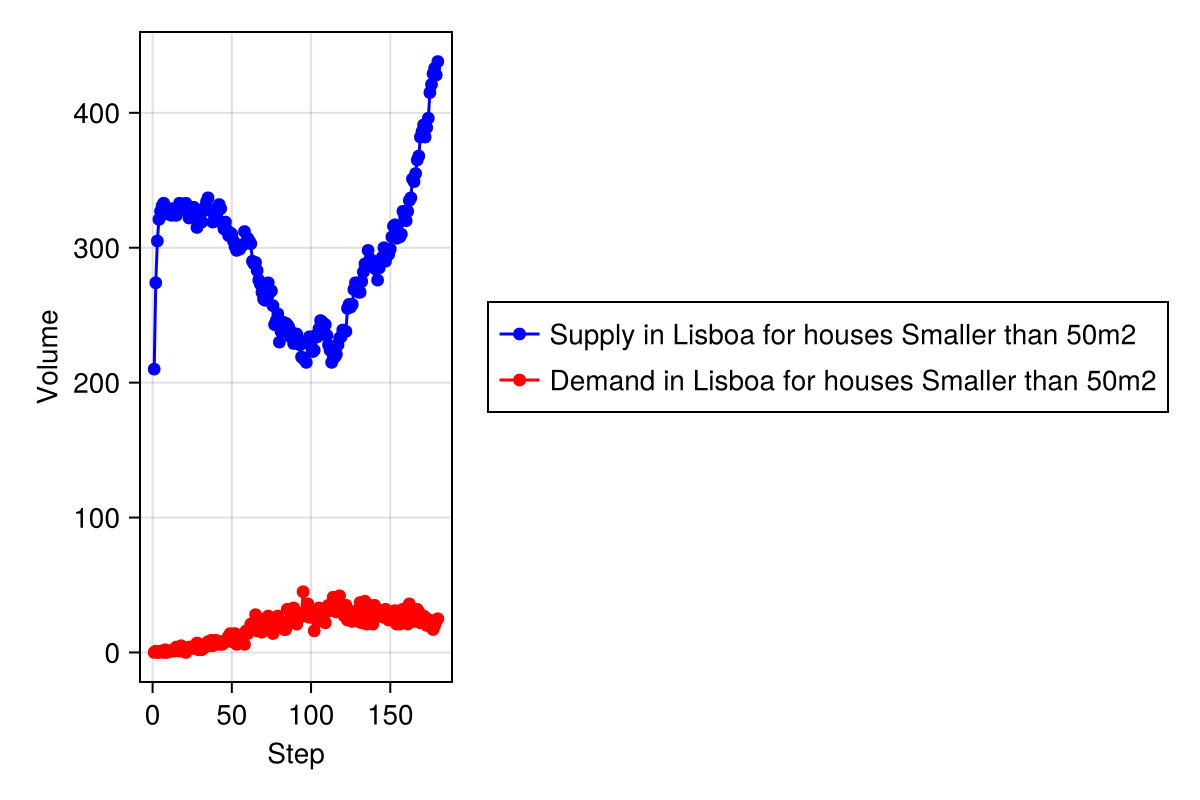 400
300
200
100
0
Volume
0 50 100 150
Step
Supply in Lisboa for houses Smaller than 50m2
Demand in Lisboa for houses Smaller than 50m2